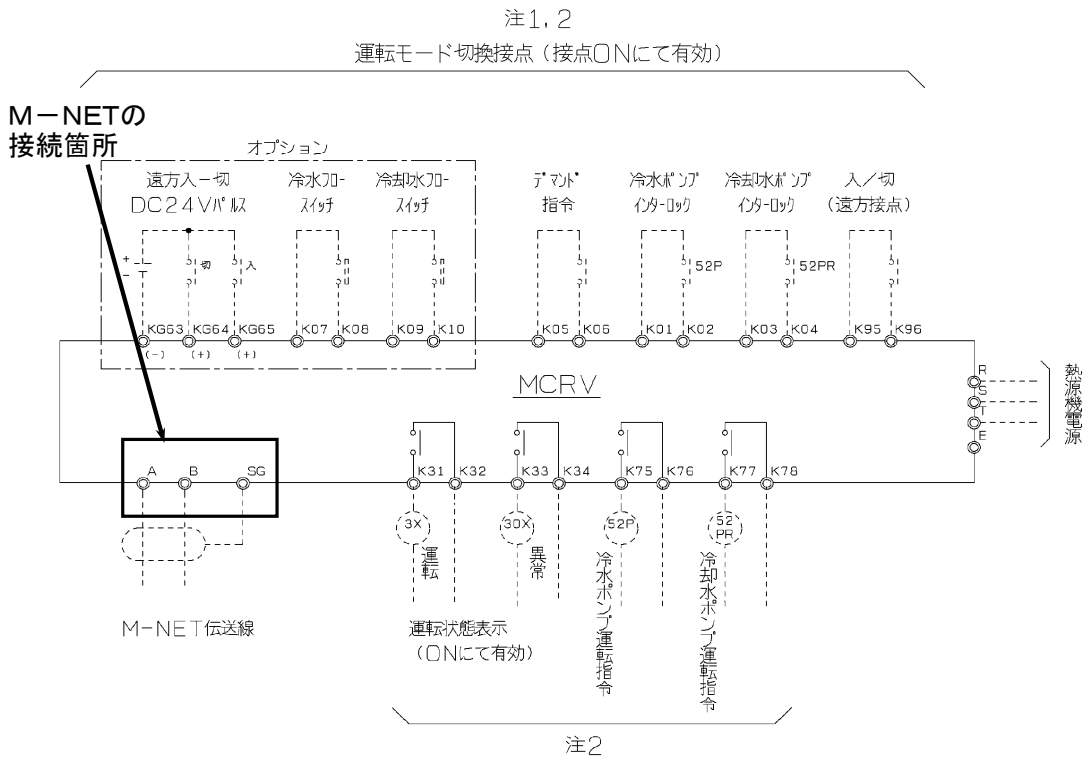 注1,2
運転モード切換接点(接点ONにて有効)
M-NETの
接続箇所
オプション
遠方入-切
DC24Vパルス
冷水フロー
スイッチ
冷却水フロー
スイッチ
デマンド
指令
冷水ポンプ
インターロック
冷却水ポンプ
インターロック
入/切
(遠方接点)
+
-
切
入
52P
52PR
KG63
KG64
KG65
K07
K08
K09
K10
K05
K06
K01
K02
K03
K04
K95
K96
(-)
(+)
(+)
MCRV
R
S
T
E
熱源機電源
A
B
SG
K31
K32
K33
K34
K75
K76
K77
K78
3X
30X
52P
52
PR
運転
異常
冷水ポンプ運転指令
冷却水ポンプ運転指令
M-NET伝送線
運転状態表示
(ONにて有効)
注2